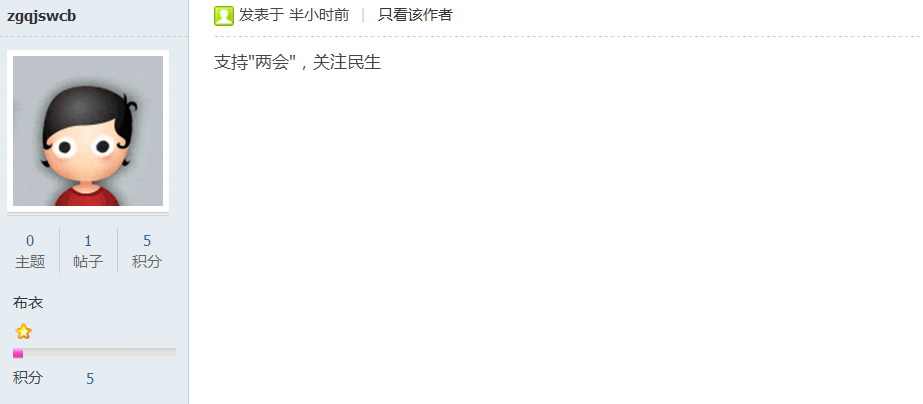 zgqjswcb
发表于 半小时前 | 只看该作者
支持"两会"，关注民生
0 1 5
主题 帖子 积分
布衣
积分 5